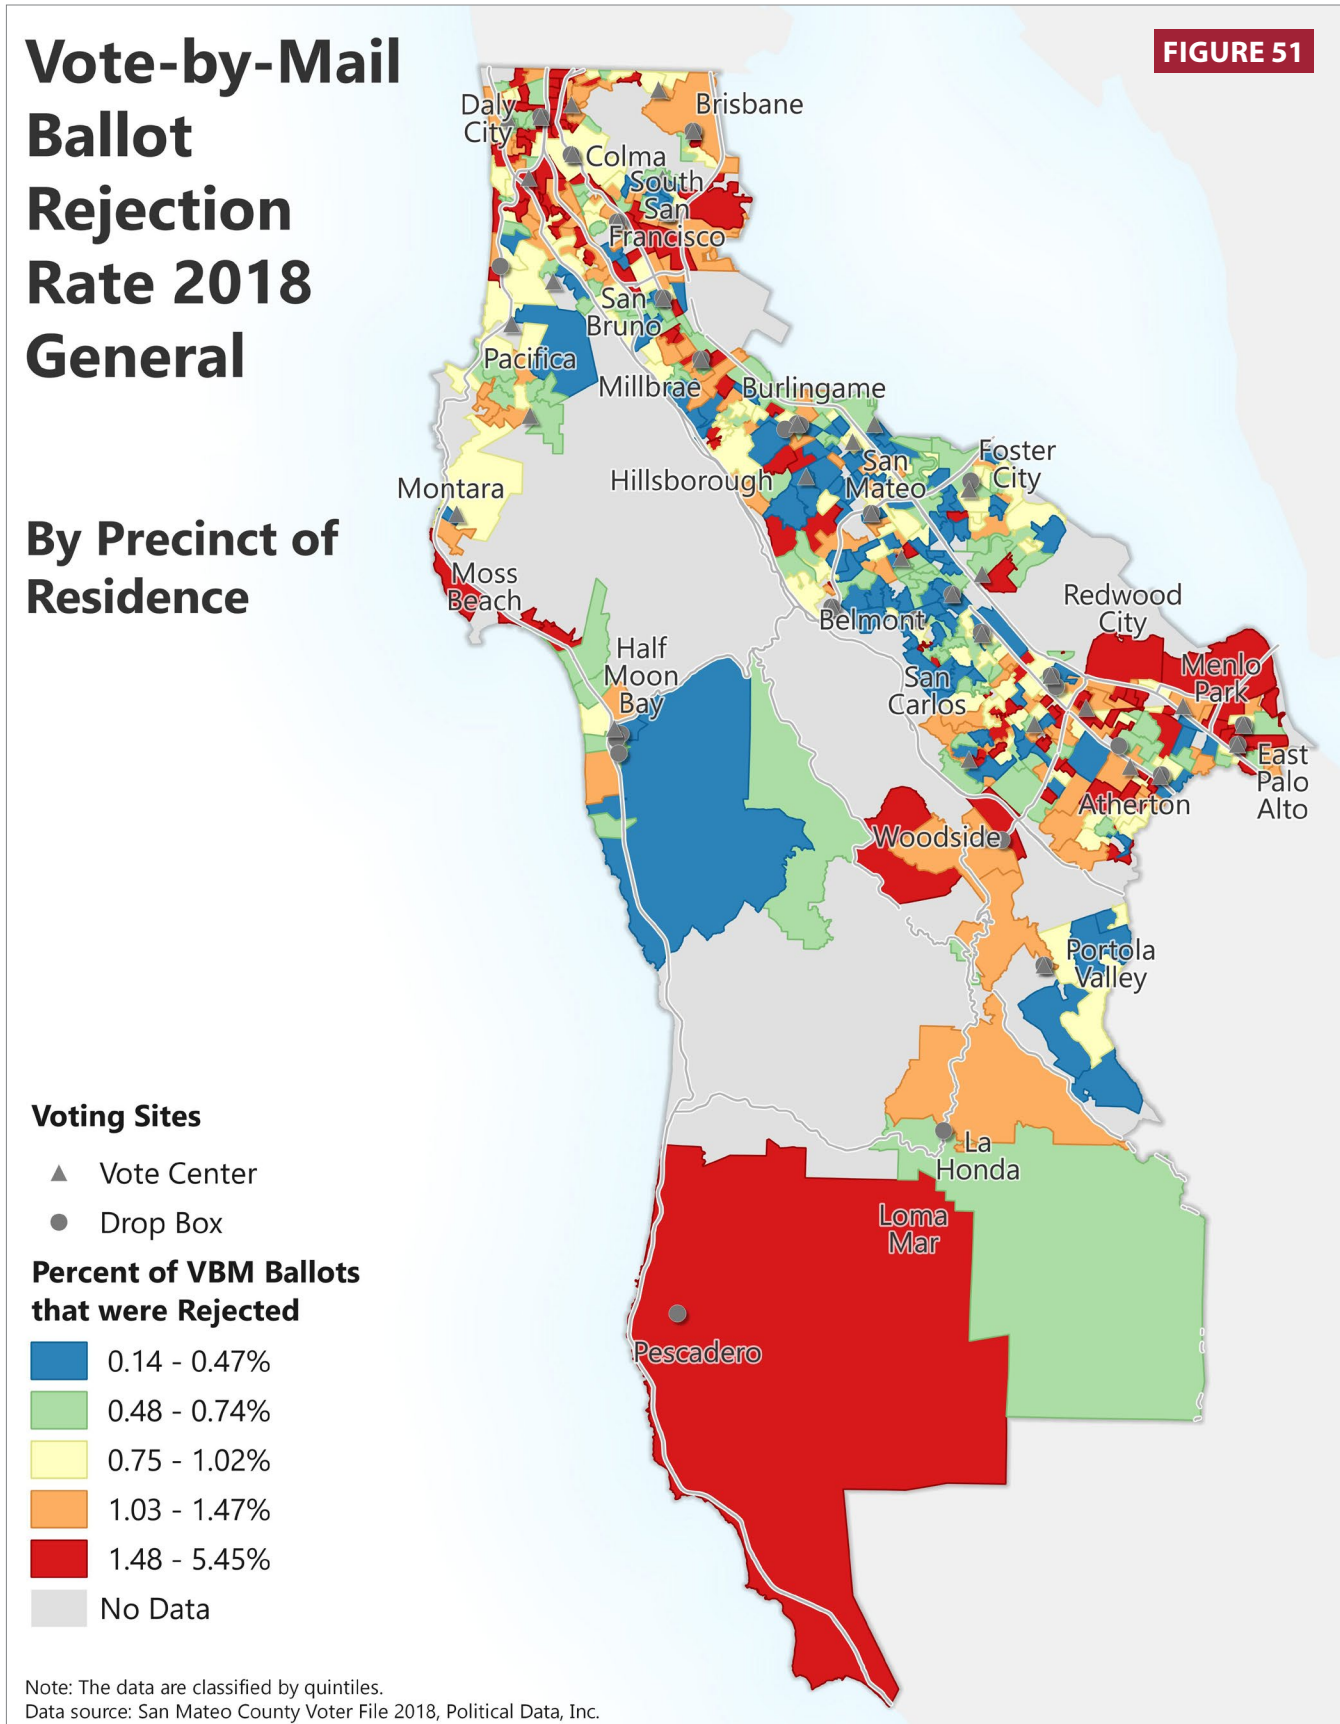 Vote-by-Mail
Ballot
Rejection
Rate 2018
General
By Precinct of
Residence
FIGURE 51
Daly
City
Brisbane
Colma
South
San
Francisco
San
Bruno
Pacifica
Millbrae
Burlingame
Hillsborough
San
Mateo
Foster
City
Montara
Moss
Beach
Belmont
Redwood
City
Half
Moon
Bay
San
Carlos
Menlo
Park
East
Palo
Alto
Atherton
Woodside
Portola
Valley
La
Honda
Loma
Mar
Pescadero
Voting Sites
Vote Center
Drop Box
Percent of VBM Ballots
that were Rejected
0.14 - 0.47%
0.48 - 0.74%
0.75 - 1.02%
1.03 - 1.47%
1.48 - 5.45%
No Data
Note: The data are classified by quintiles.
Data source: San Mateo County Voter File 2018, Political Data, Inc.